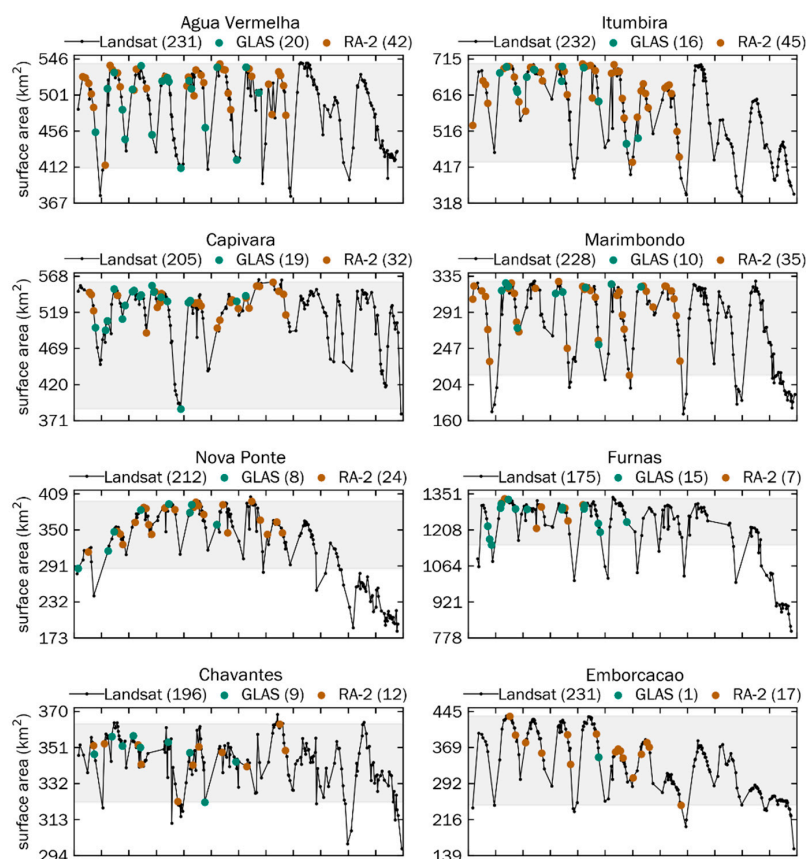 Agua Vermelha
Landsat (231) GLAS (20) RA-2 (42)
surface area (km²)
546
501
456
412
367
Itumbira
Landsat (232) GLAS (16) RA-2 (45)
715
616
516
417
318
Capivara
Landsat (205) GLAS (19) RA-2 (32)
surface area (km²)
568
519
469
420
371
Marimbondo
Landsat (228) GLAS (10) RA-2 (35)
335
291
247
204
160
Nova Ponte
Landsat (212) GLAS (8) RA-2 (24)
surface area (km²)
409
350
291
232
173
Furnas
Landsat (175) GLAS (15) RA-2 (7)
1351
1208
1064
921
778
Chavantes
Landsat (196) GLAS (9) RA-2 (12)
surface area (km²)
370
351
332
313
294
Emborcacao
Landsat (231) GLAS (1) RA-2 (17)
445
369
292
216
139